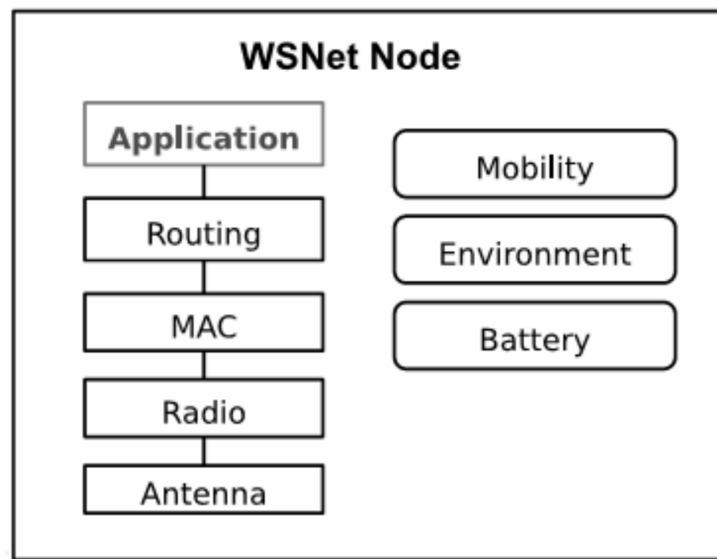 WSNet Node
Application
Routing
MAC
Radio
Antenna
Mobility
Environment
Battery